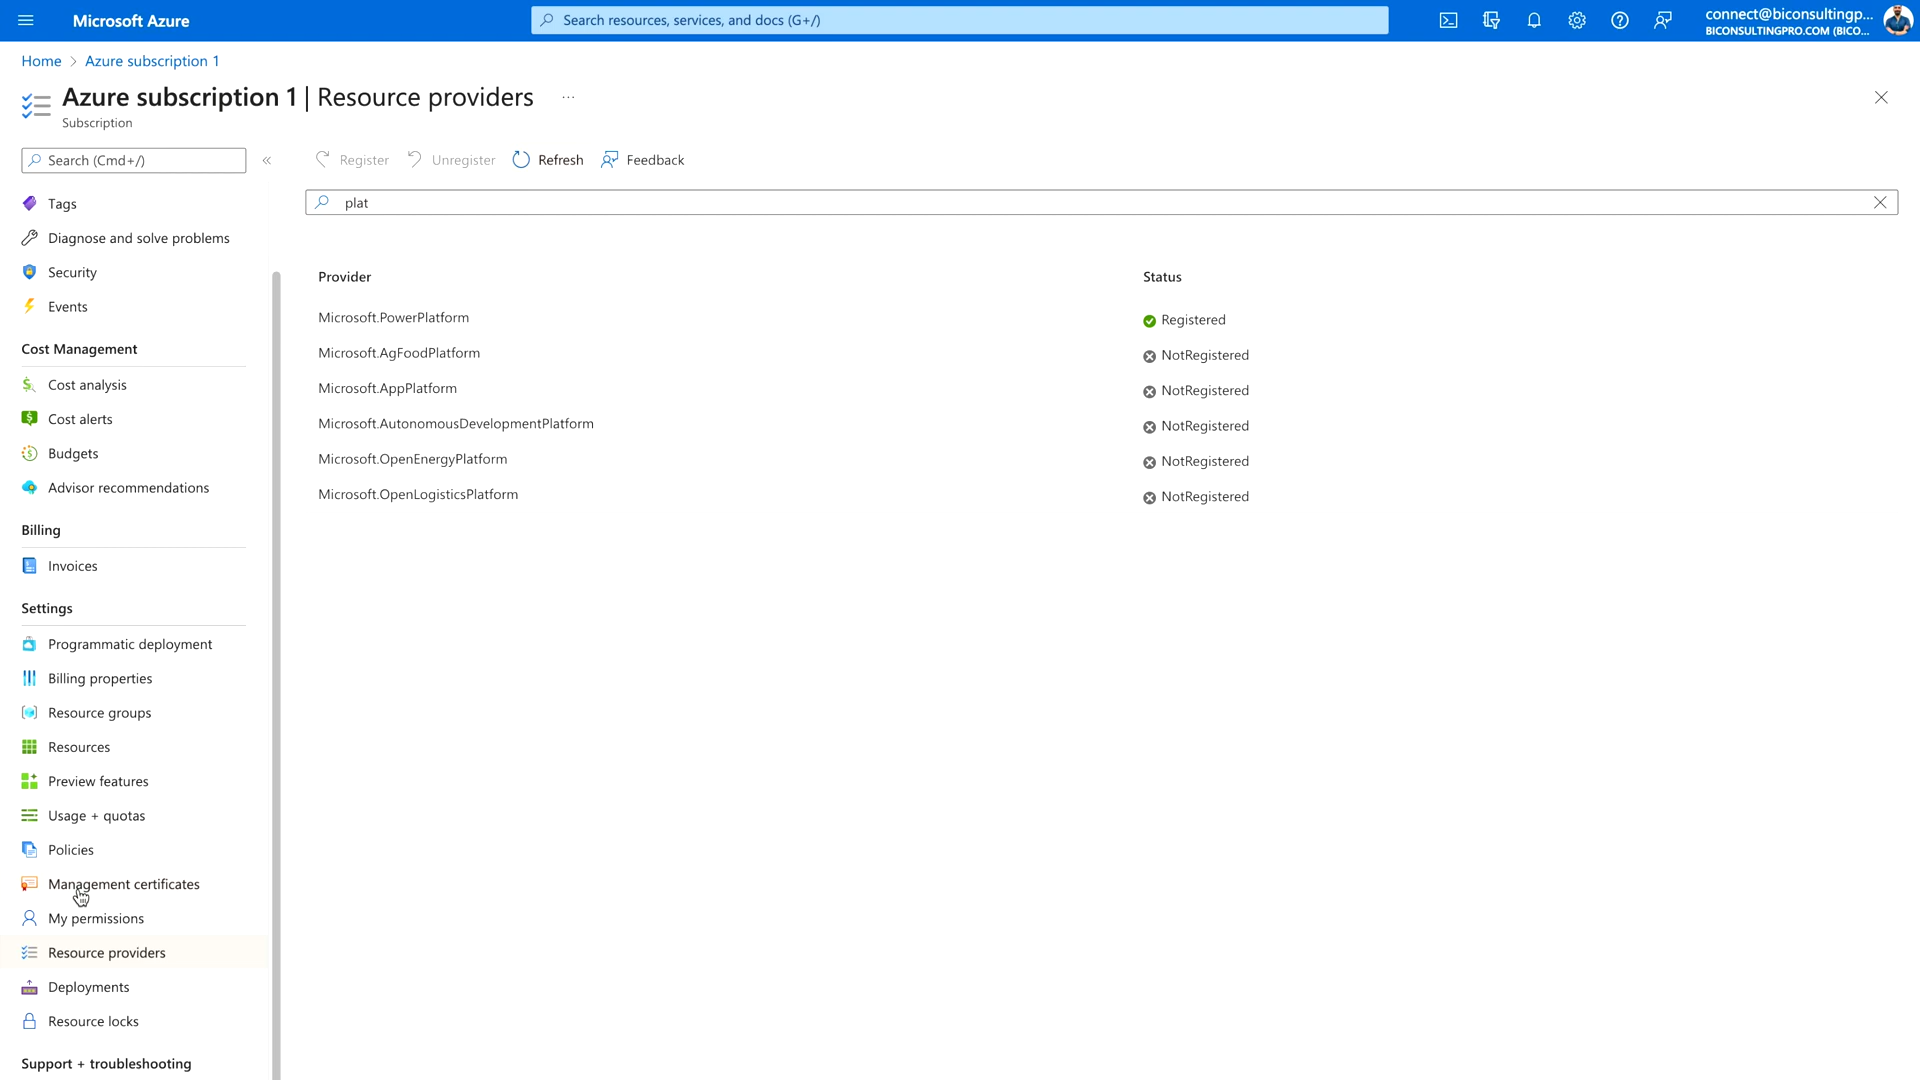 Microsoft Azure
Search resources, services, and docs (G+/)
connect@biconsultingp...
BICONSULTINGPRO.COM (BICO...
Home > Azure subscription 1
Azure subscription 1 | Resource providers ...
Subscription
Search (Cmd+/)
«
Register
Unregister
Refresh
Feedback
plat
Tags
Diagnose and solve problems
Security
Events
Cost Management
Cost analysis
Cost alerts
Budgets
Advisor recommendations
Billing
Invoices
Settings
Programmatic deployment
Billing properties
Resource groups
Resources
Preview features
Usage + quotas
Policies
Management certificates
My permissions
Resource providers
Deployments
Resource locks
Support + troubleshooting
Provider Status
Microsoft.PowerPlatform Registered
Microsoft.AgFoodPlatform NotRegistered
Microsoft.AppPlatform NotRegistered
Microsoft.AutonomousDevelopmentPlatform NotRegistered
Microsoft.OpenEnergyPlatform NotRegistered
Microsoft.OpenLogisticsPlatform NotRegistered